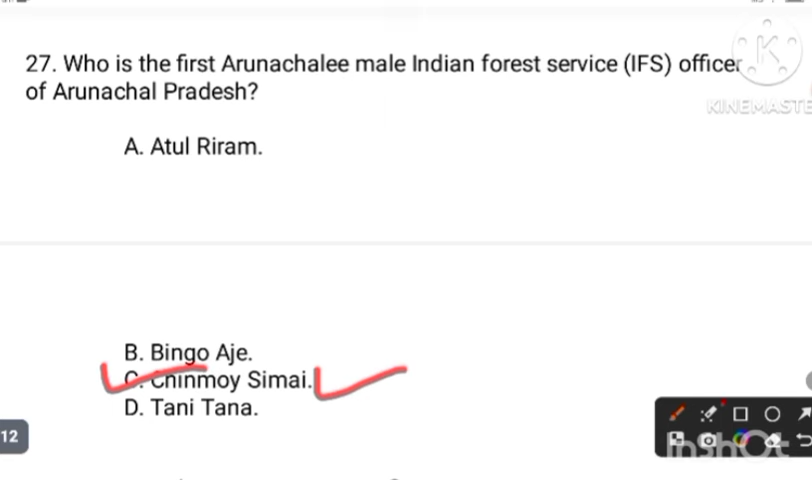 27. Who is the first Arunachalee male Indian forest service (IFS) officer
of Arunachal Pradesh?
KINEMASTE
A. Atul Riram.
B. Bingo Aje.
C. Chinmoy Simai.
D. Tani Tana.
12
InshOt